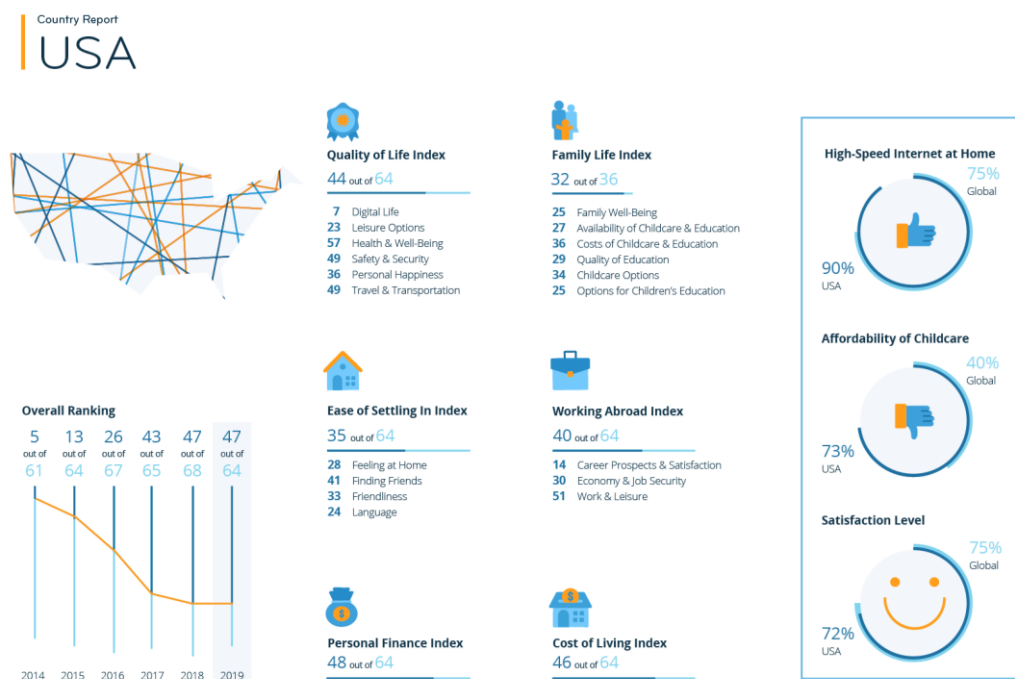 Country Report
USA
Quality of Life Index
44 out of 64
7 Digital Life
23 Leisure Options
57 Health & Well-Being
49 Safety & Security
36 Personal Happiness
49 Travel & Transportation
Family Life Index
32 out of 36
25 Family Well-Being
27 Availability of Childcare & Education
36 Costs of Childcare & Education
29 Quality of Education
34 Childcare Options
25 Options for Children's Education
High-Speed Internet at Home
75%
Global
90%
USA
Affordability of Childcare
40%
Global
73%
USA
Satisfaction Level
75%
Global
72%
USA
Overall Ranking
5 13 26 43 47 47
out of out of out of out of out of out of
61 64 67 65 68 64
2014 2015 2016 2017 2018 2019
Ease of Settling In Index
35 out of 64
28 Feeling at Home
41 Finding Friends
33 Friendliness
24 Language
Working Abroad Index
40 out of 64
14 Career Prospects & Satisfaction
30 Economy & Job Security
51 Work & Leisure
$
Personal Finance Index
48 out of 64
$
Cost of Living Index
46 out of 64